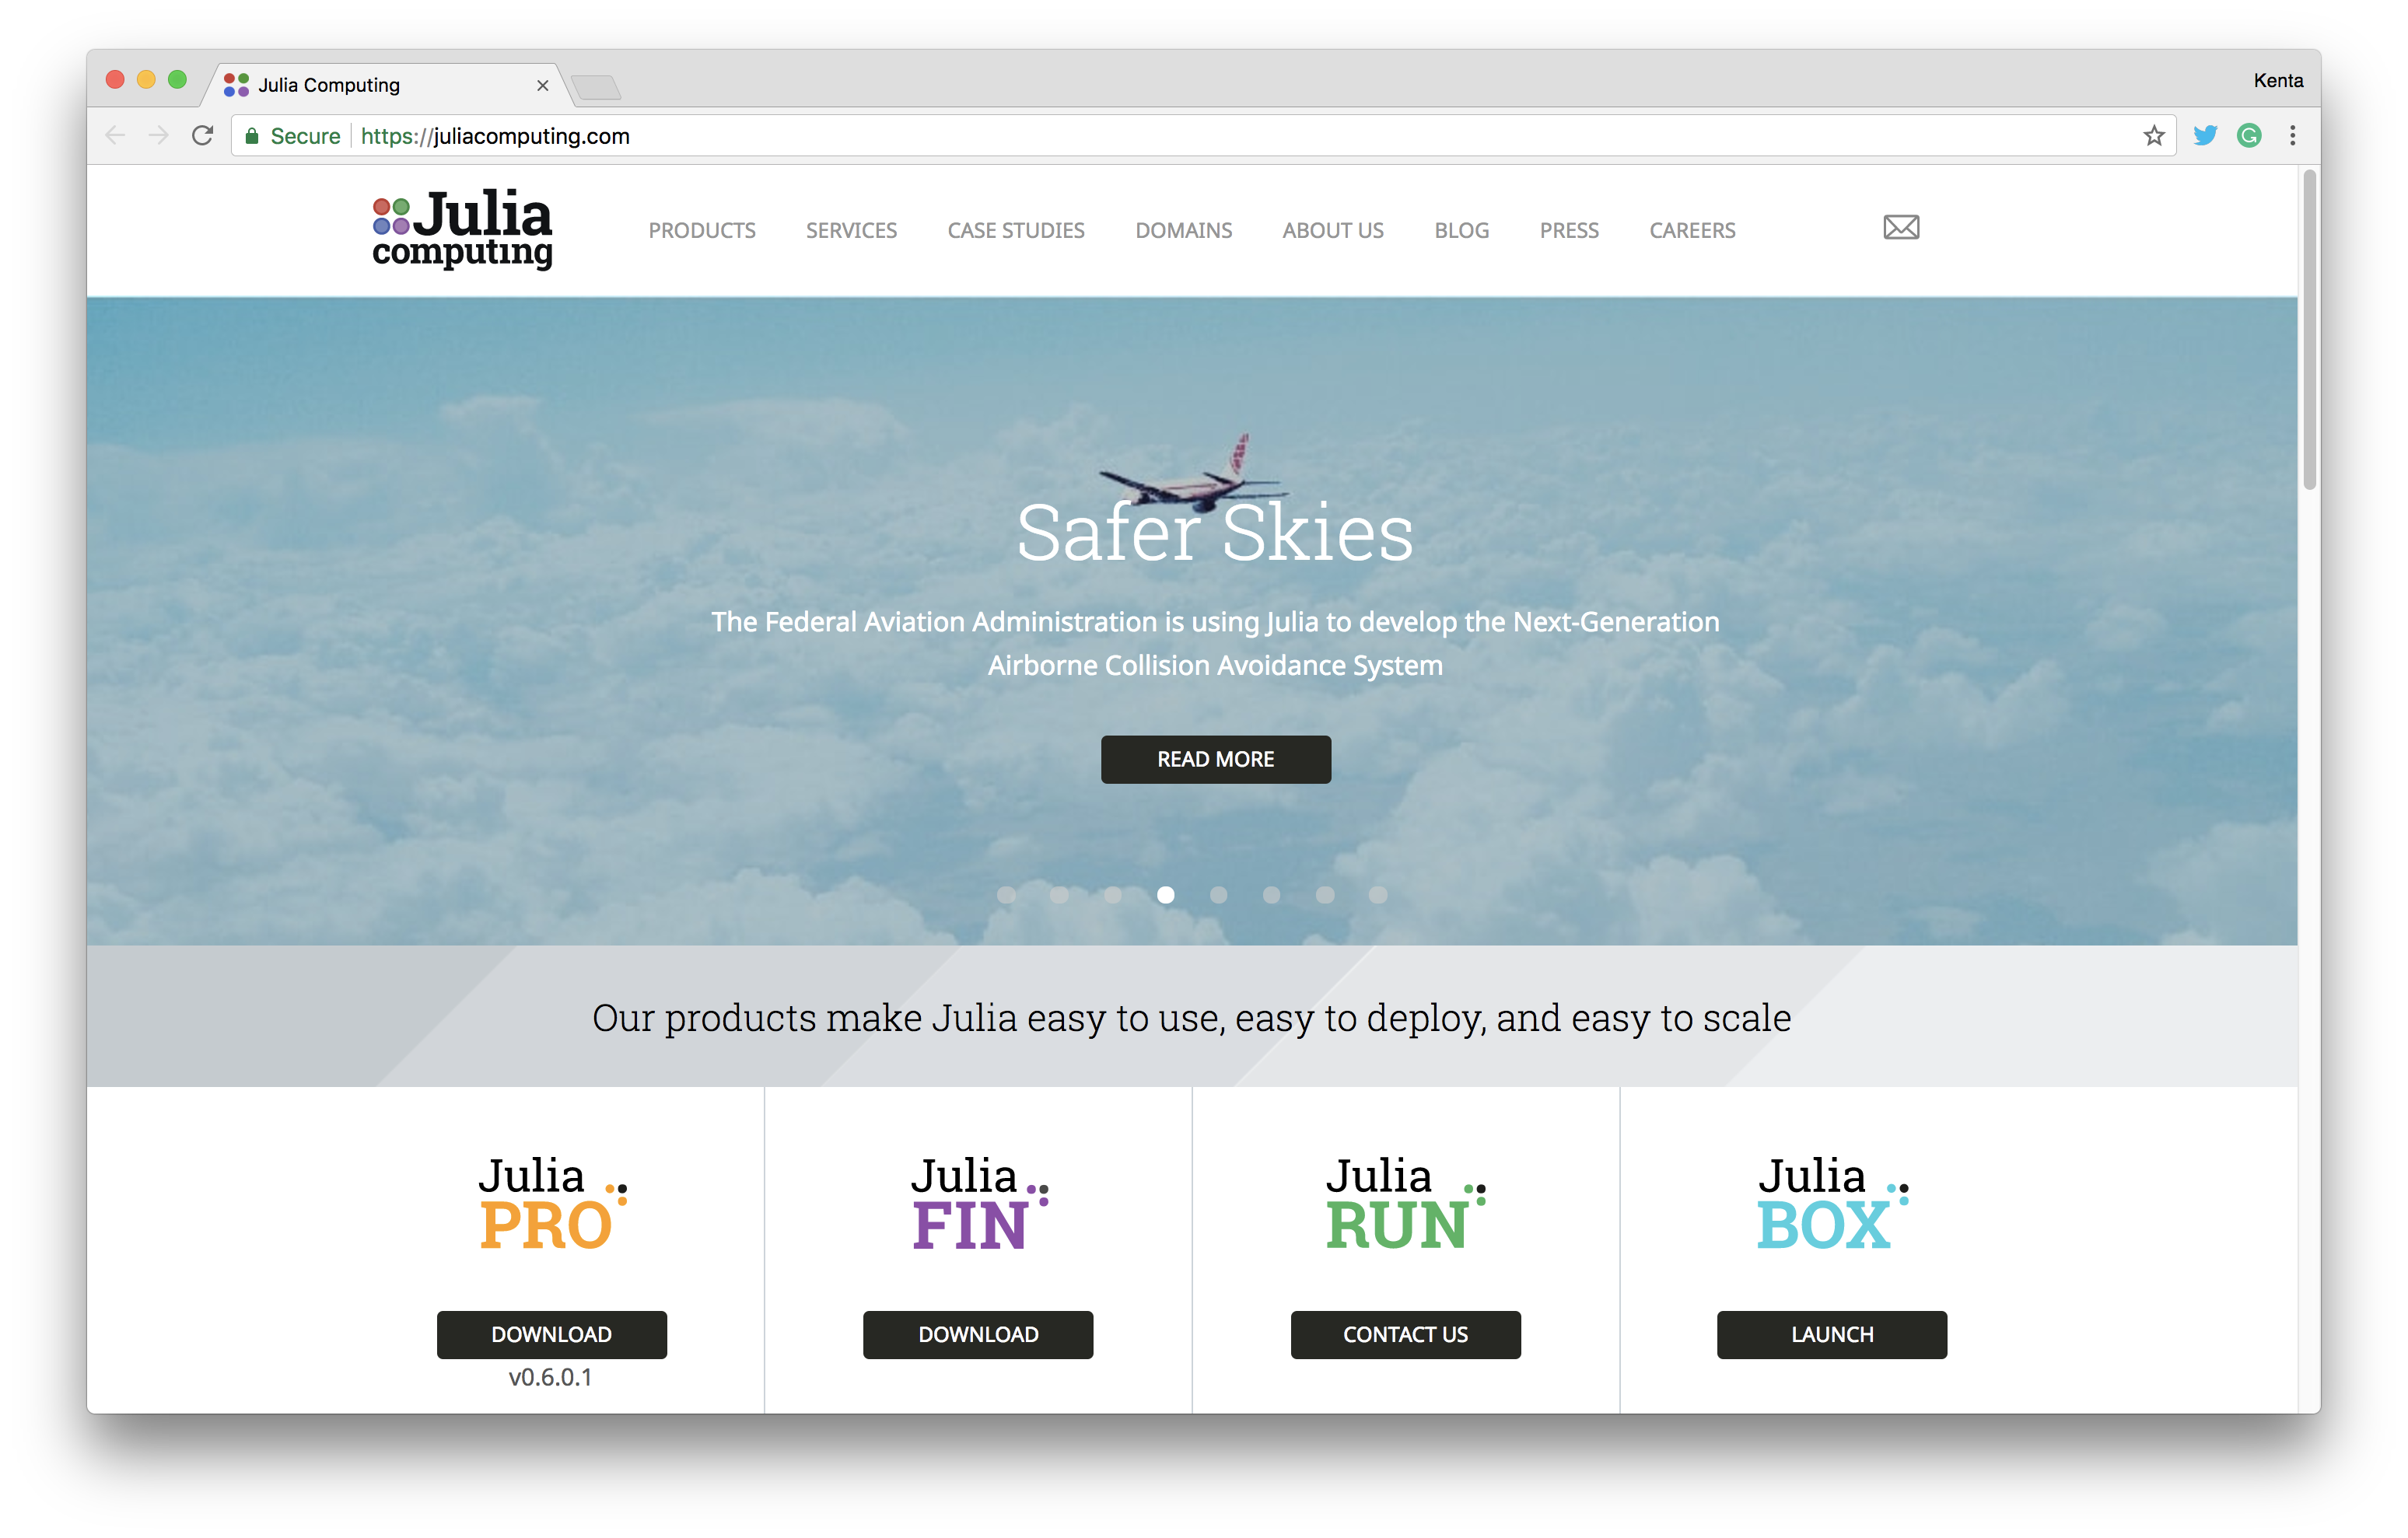 Julia Computing
Kenta
Secure https://juliacomputing.com
Julia
computing
PRODUCTS SERVICES CASE STUDIES DOMAINS ABOUT US BLOG PRESS CAREERS
Safer Skies
The Federal Aviation Administration is using Julia to develop the Next-Generation
Airborne Collision Avoidance System
READ MORE
Our products make Julia easy to use, easy to deploy, and easy to scale
Julia
PRO
DOWNLOAD
v0.6.0.1
Julia
FIN
DOWNLOAD
Julia
RUN
CONTACT US
Julia
BOX
LAUNCH